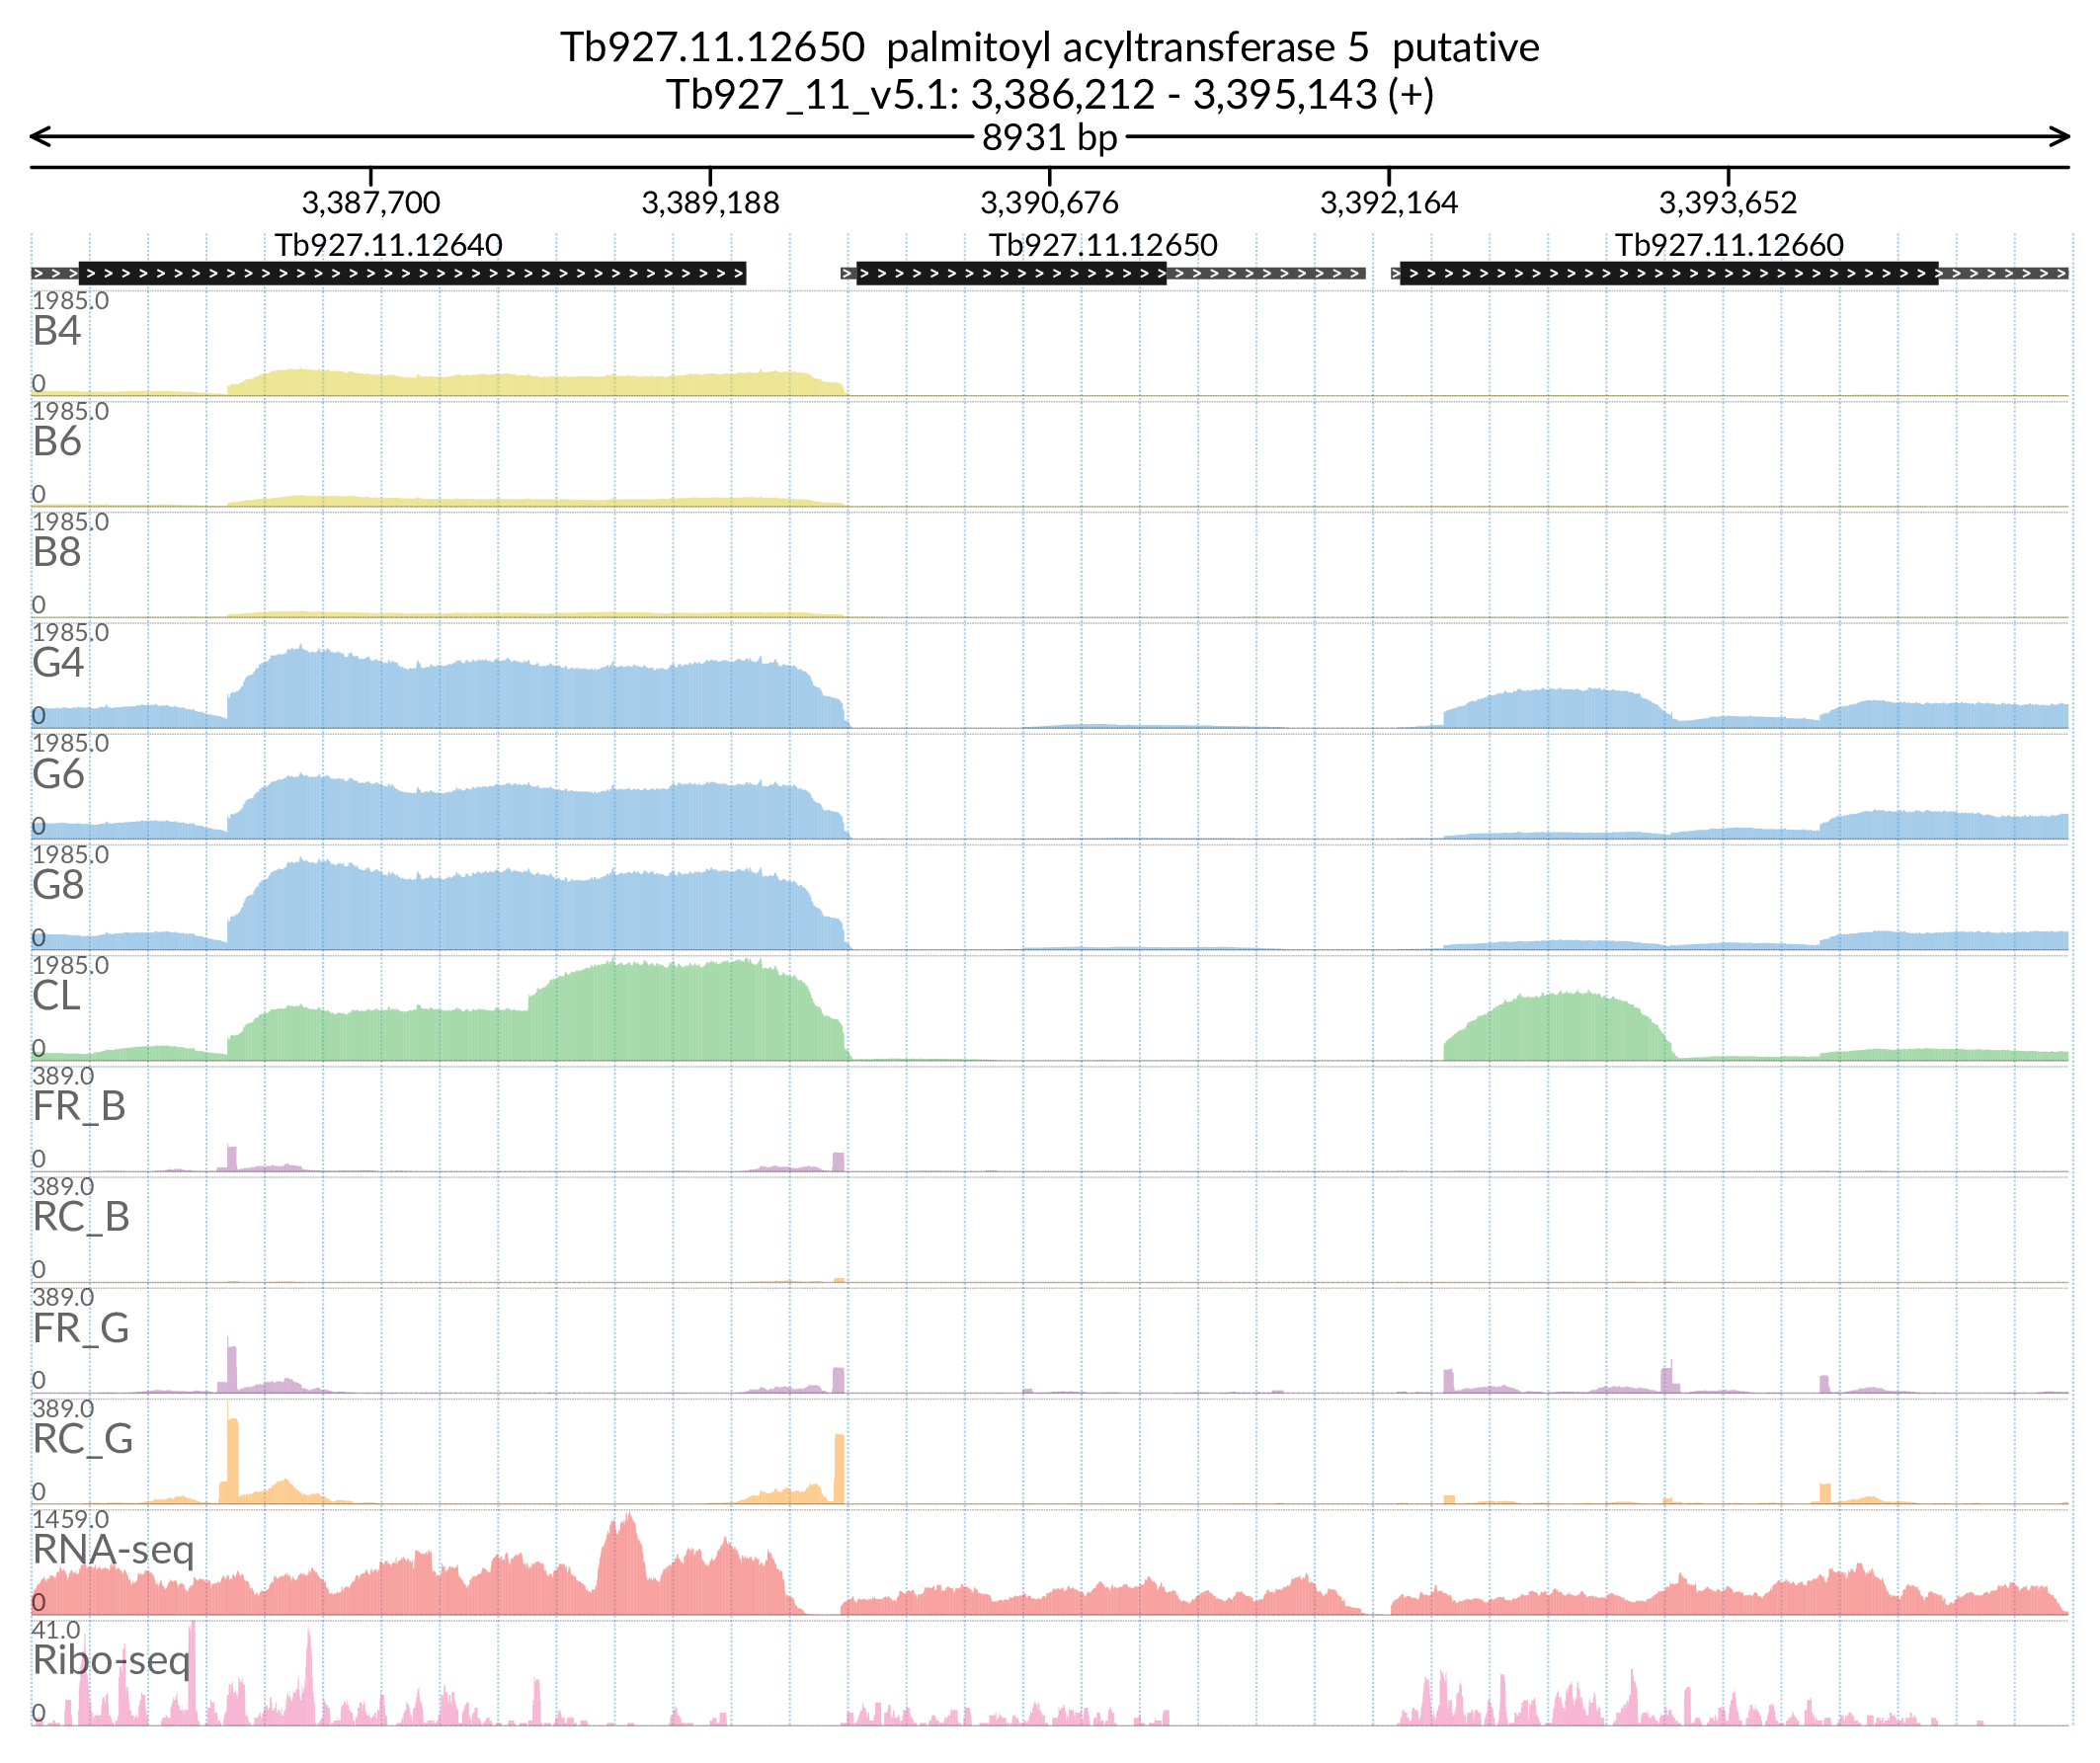 Tb927.11.12650 palmitoyl acyltransferase 5 putative
Tb927_11_v5.1: 3,386,212 - 3,395,143 (+)
8931 bp
3,387,700 3,389,188 3,390,676 3,392,164 3,393,652
Tb927.11.12640 Tb927.11.12650 Tb927.11.12660
1985.0
B4
0
1985.0
B6
0
1985.0
B8
0
1985.0
G4
0
1985.0
G6
0
1985.0
G8
0
1985.0
CL
0
389.0
FR_B
0
389.0
RC_B
0
389.0
FR_G
0
389.0
RC_G
0
1459.0
RNA-seq
0
41.0
Ribo-seq
0